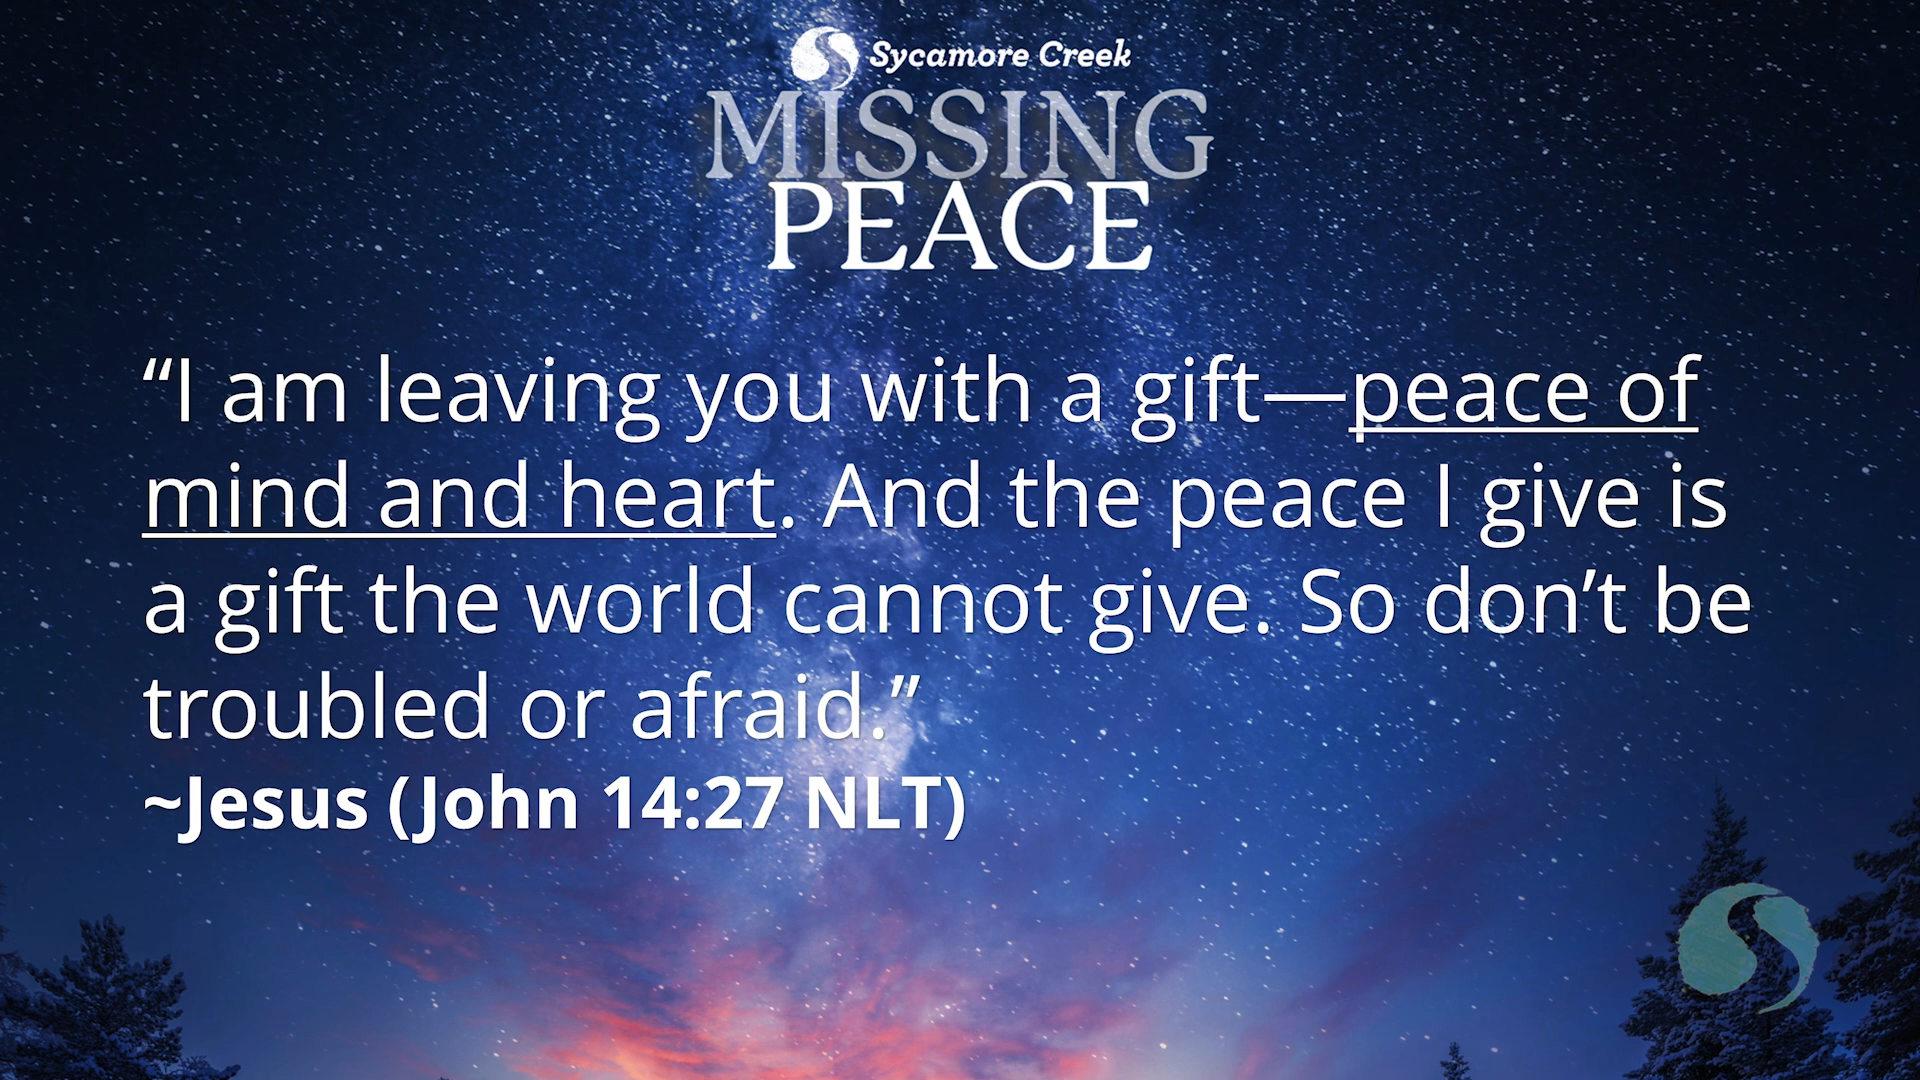 Sycamore Creek
MISSING
PEACE
“I am leaving you with a gift—peace of
mind and heart. And the peace I give is
a gift the world cannot give. So don’t be
troubled or afraid.”
~Jesus (John 14:27 NLT)